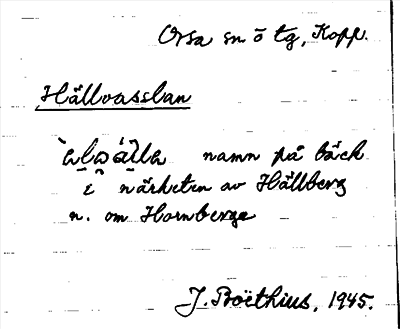 Orsa sn ö tg, Kopp.
Hällvasslan
namn på bäck
i närheten av Hällberg
n. om Hornberga
J. Boëthius, 1945.